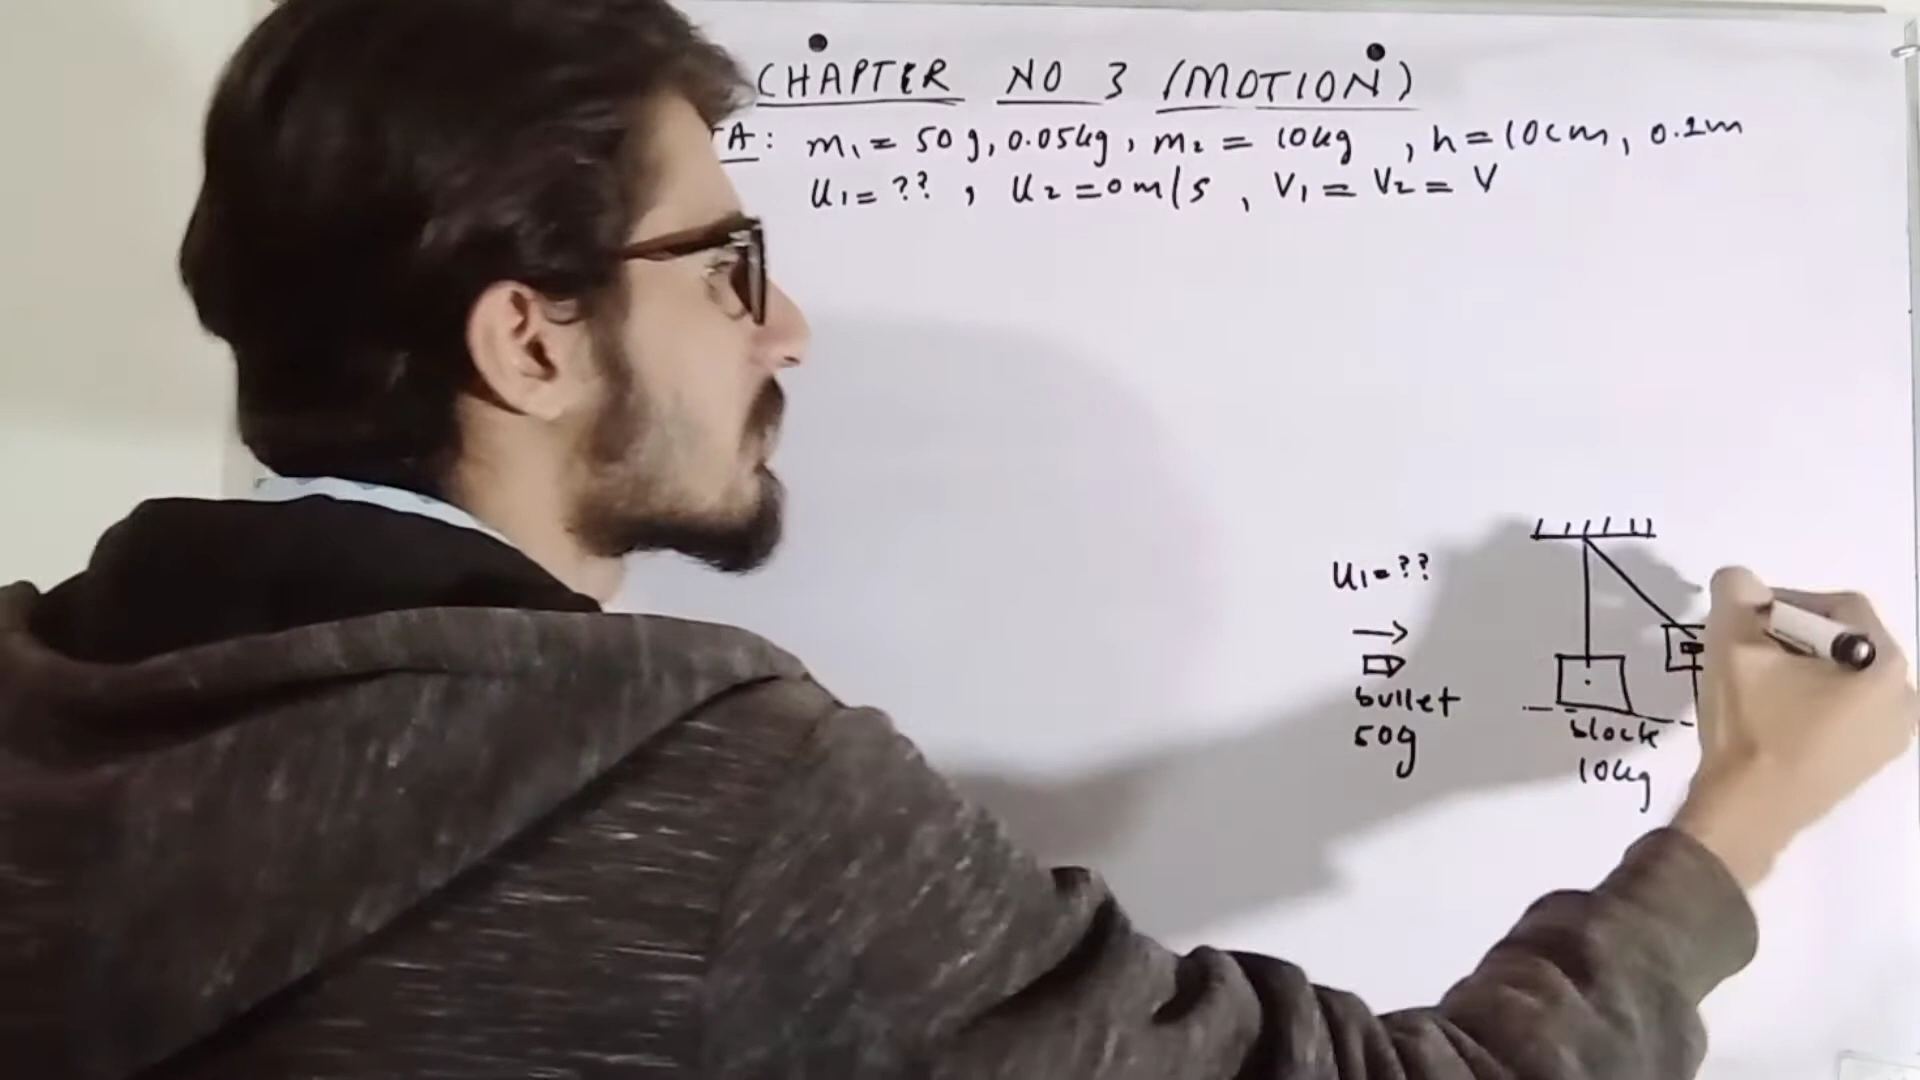 CHAPTER NO 3 (MOTION)
TA: m₁ = 50g, 0.05kg, m₂ = 10kg, h = 10cm, 0.1m
u₁ = ??, u₂ = 0m/s, V₁ = V₂ = V
u₁ = ??
bullet
50g
block
10kg